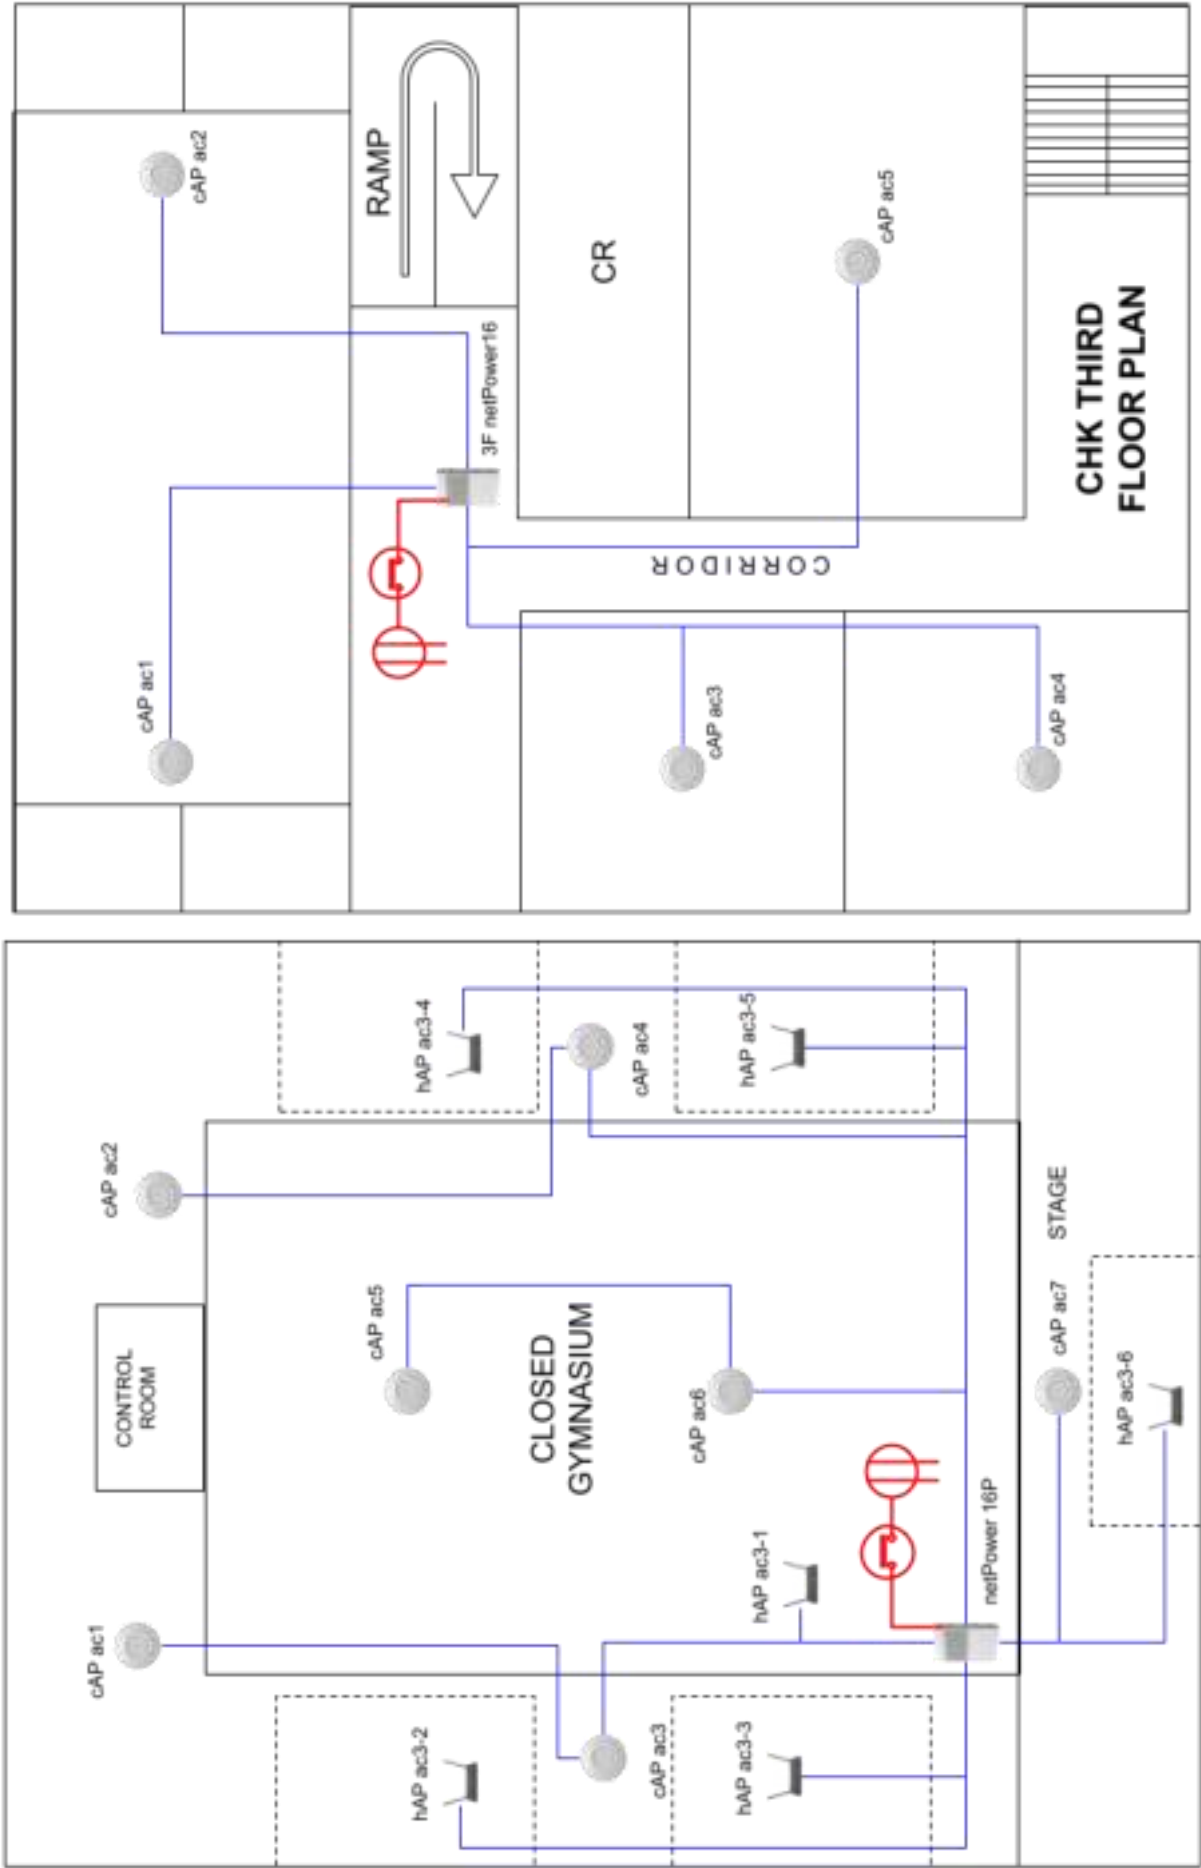 cAP ac2
RAMP
cAP ac5
CR
3F netPower16
CHK THIRD
FLOOR PLAN
CORRIDOR
cAP ac1
cAP ac3
cAP ac4
hAP ac3-4
cAP ac4
hAP ac3-5
cAP ac2
STAGE
cAP ac5
CONTROL
ROOM
CLOSED
GYMNASIUM
cAP ac6
cAP ac7
hAP ac3-6
hAP ac3-1
netPower 16P
cAP ac1
hAP ac3-2
cAP ac3
hAP ac3-3